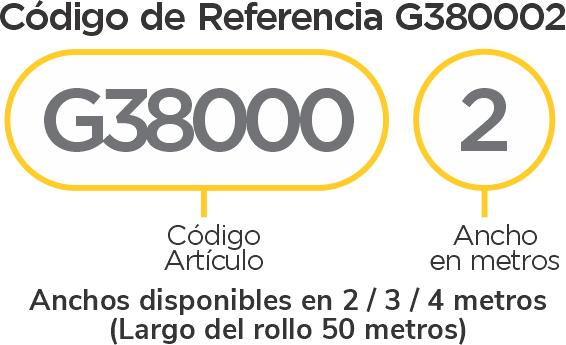 Código de Referencia G380002
G38000 2
Código Artículo
Ancho en metros
Anchos disponibles en 2 / 3 / 4 metros
(Largo del rollo 50 metros)